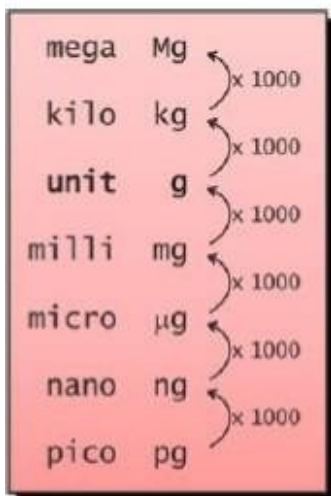 mega Mg
x 1000
kilo kg
x 1000
unit g
x 1000
milli mg
x 1000
micro μg
x 1000
nano ng
x 1000
pico pg